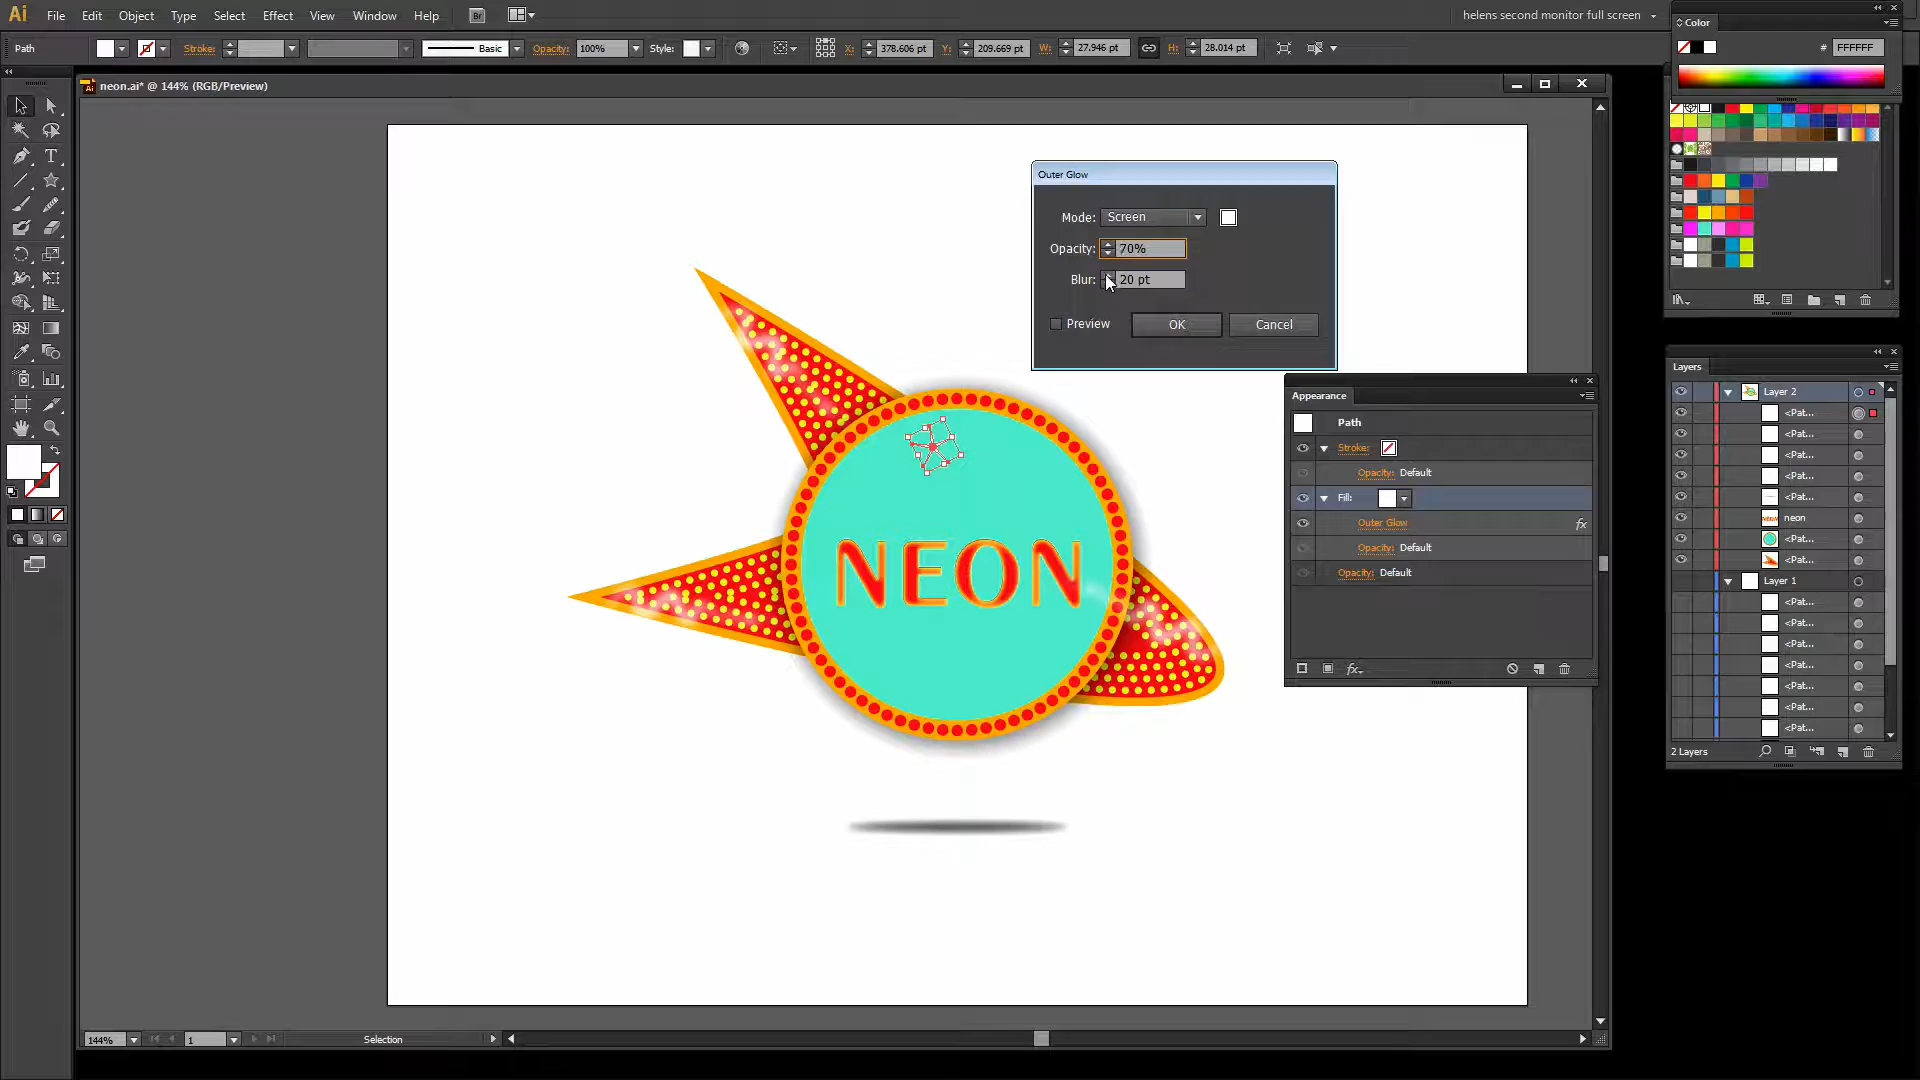 Ai File Edit Object Type Select Effect View Window Help Br helens second monitor full screen
Path Stroke: Basic Opacity: 100% Style: X: 378.606 pt Y: 209.669 pt W: 27.946 pt H: 28.014 pt
Color
# FFFFFF
neon.ai* @ 144% (RGB/Preview)
Outer Glow
Mode: Screen
Opacity: 70%
Blur: 20 pt
Preview OK Cancel
NEON
Appearance
Path
Stroke:
Opacity: Default
Fill:
Outer Glow fx
Opacity: Default
Opacity: Default
fx
Layers
Layer 2
<Pat...
<Pat...
<Pat...
<Pat...
<Pat...
neon
<Pat...
<Pat...
Layer 1
<Pat...
<Pat...
<Pat...
<Pat...
<Pat...
<Pat...
<Pat...
2 Layers
144% 1 Selection